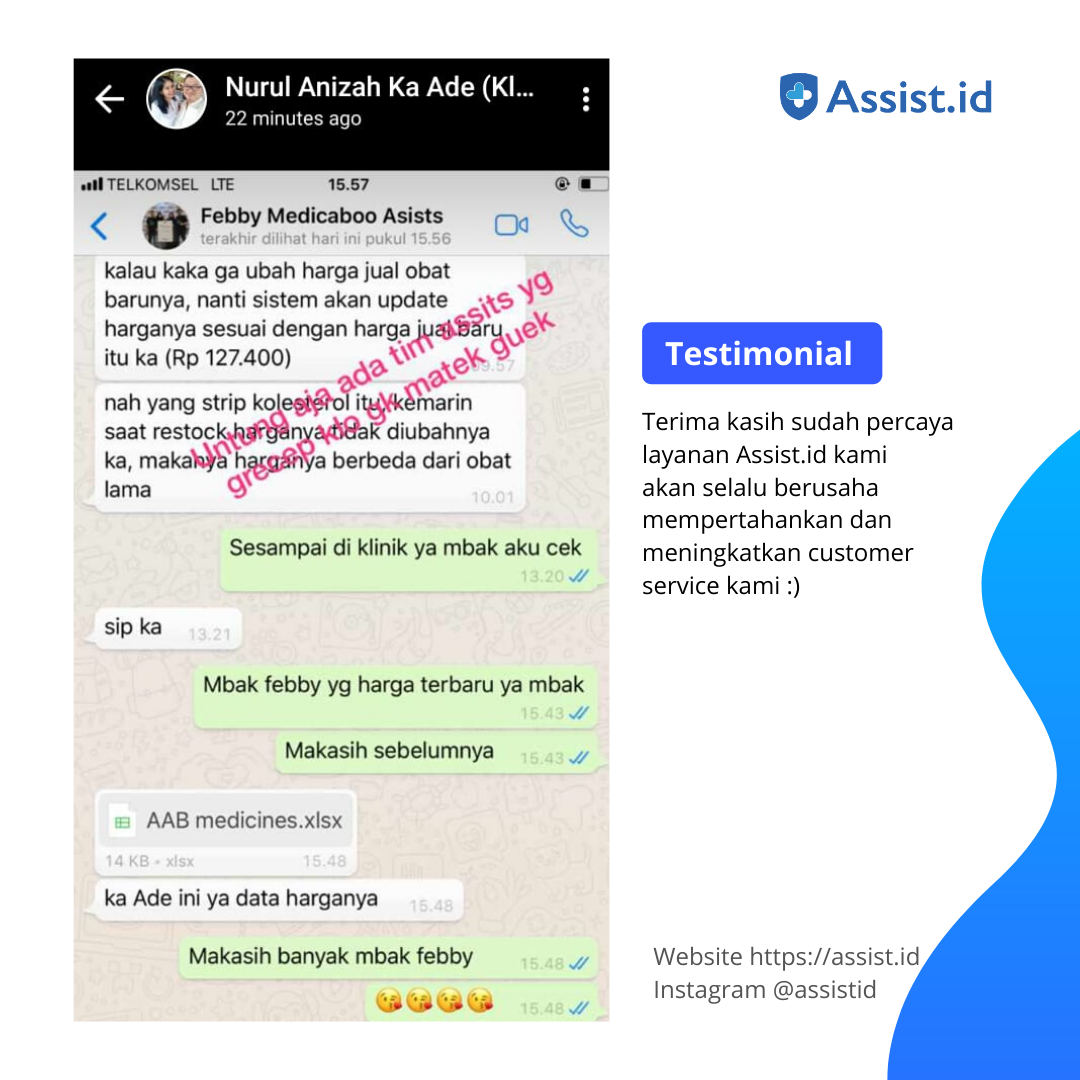 Nurul Anizah Ka Ade (Kl...
22 minutes ago
TELKOMSEL LTE
15.57
Febby Medicaboo Asists
terakhir dilihat hari ini pukul 15.56
kalau kaka ga ubah harga jual obat
barunya, nanti sistem akan update
harganya sesuai dengan harga jual baru
itu ka (Rp 127.400)
09.57
nah yang strip kolesterol itu, kemarin
saat restock harganya tidak diubahnya
ka, makanya harganya berbeda dari obat
lama
10.01
Untung aja ada tim assits yg
grecep klo gk matek guek
Sesampai di klinik ya mbak aku cek
13.20
sip ka
13.21
Mbak febby yg harga terbaru ya mbak
15.43
Makasih sebelumnya
15.43
AAB medicines.xlsx
14 KB • xlsx
15.48
ka Ade ini ya data harganya
15.48
Makasih banyak mbak febby
15.48
😘😘😘😘
15.48
Assist.id
Testimonial
Terima kasih sudah percaya
layanan Assist.id kami
akan selalu berusaha
mempertahankan dan
meningkatkan customer
service kami :)
Website https://assist.id
Instagram @assistid